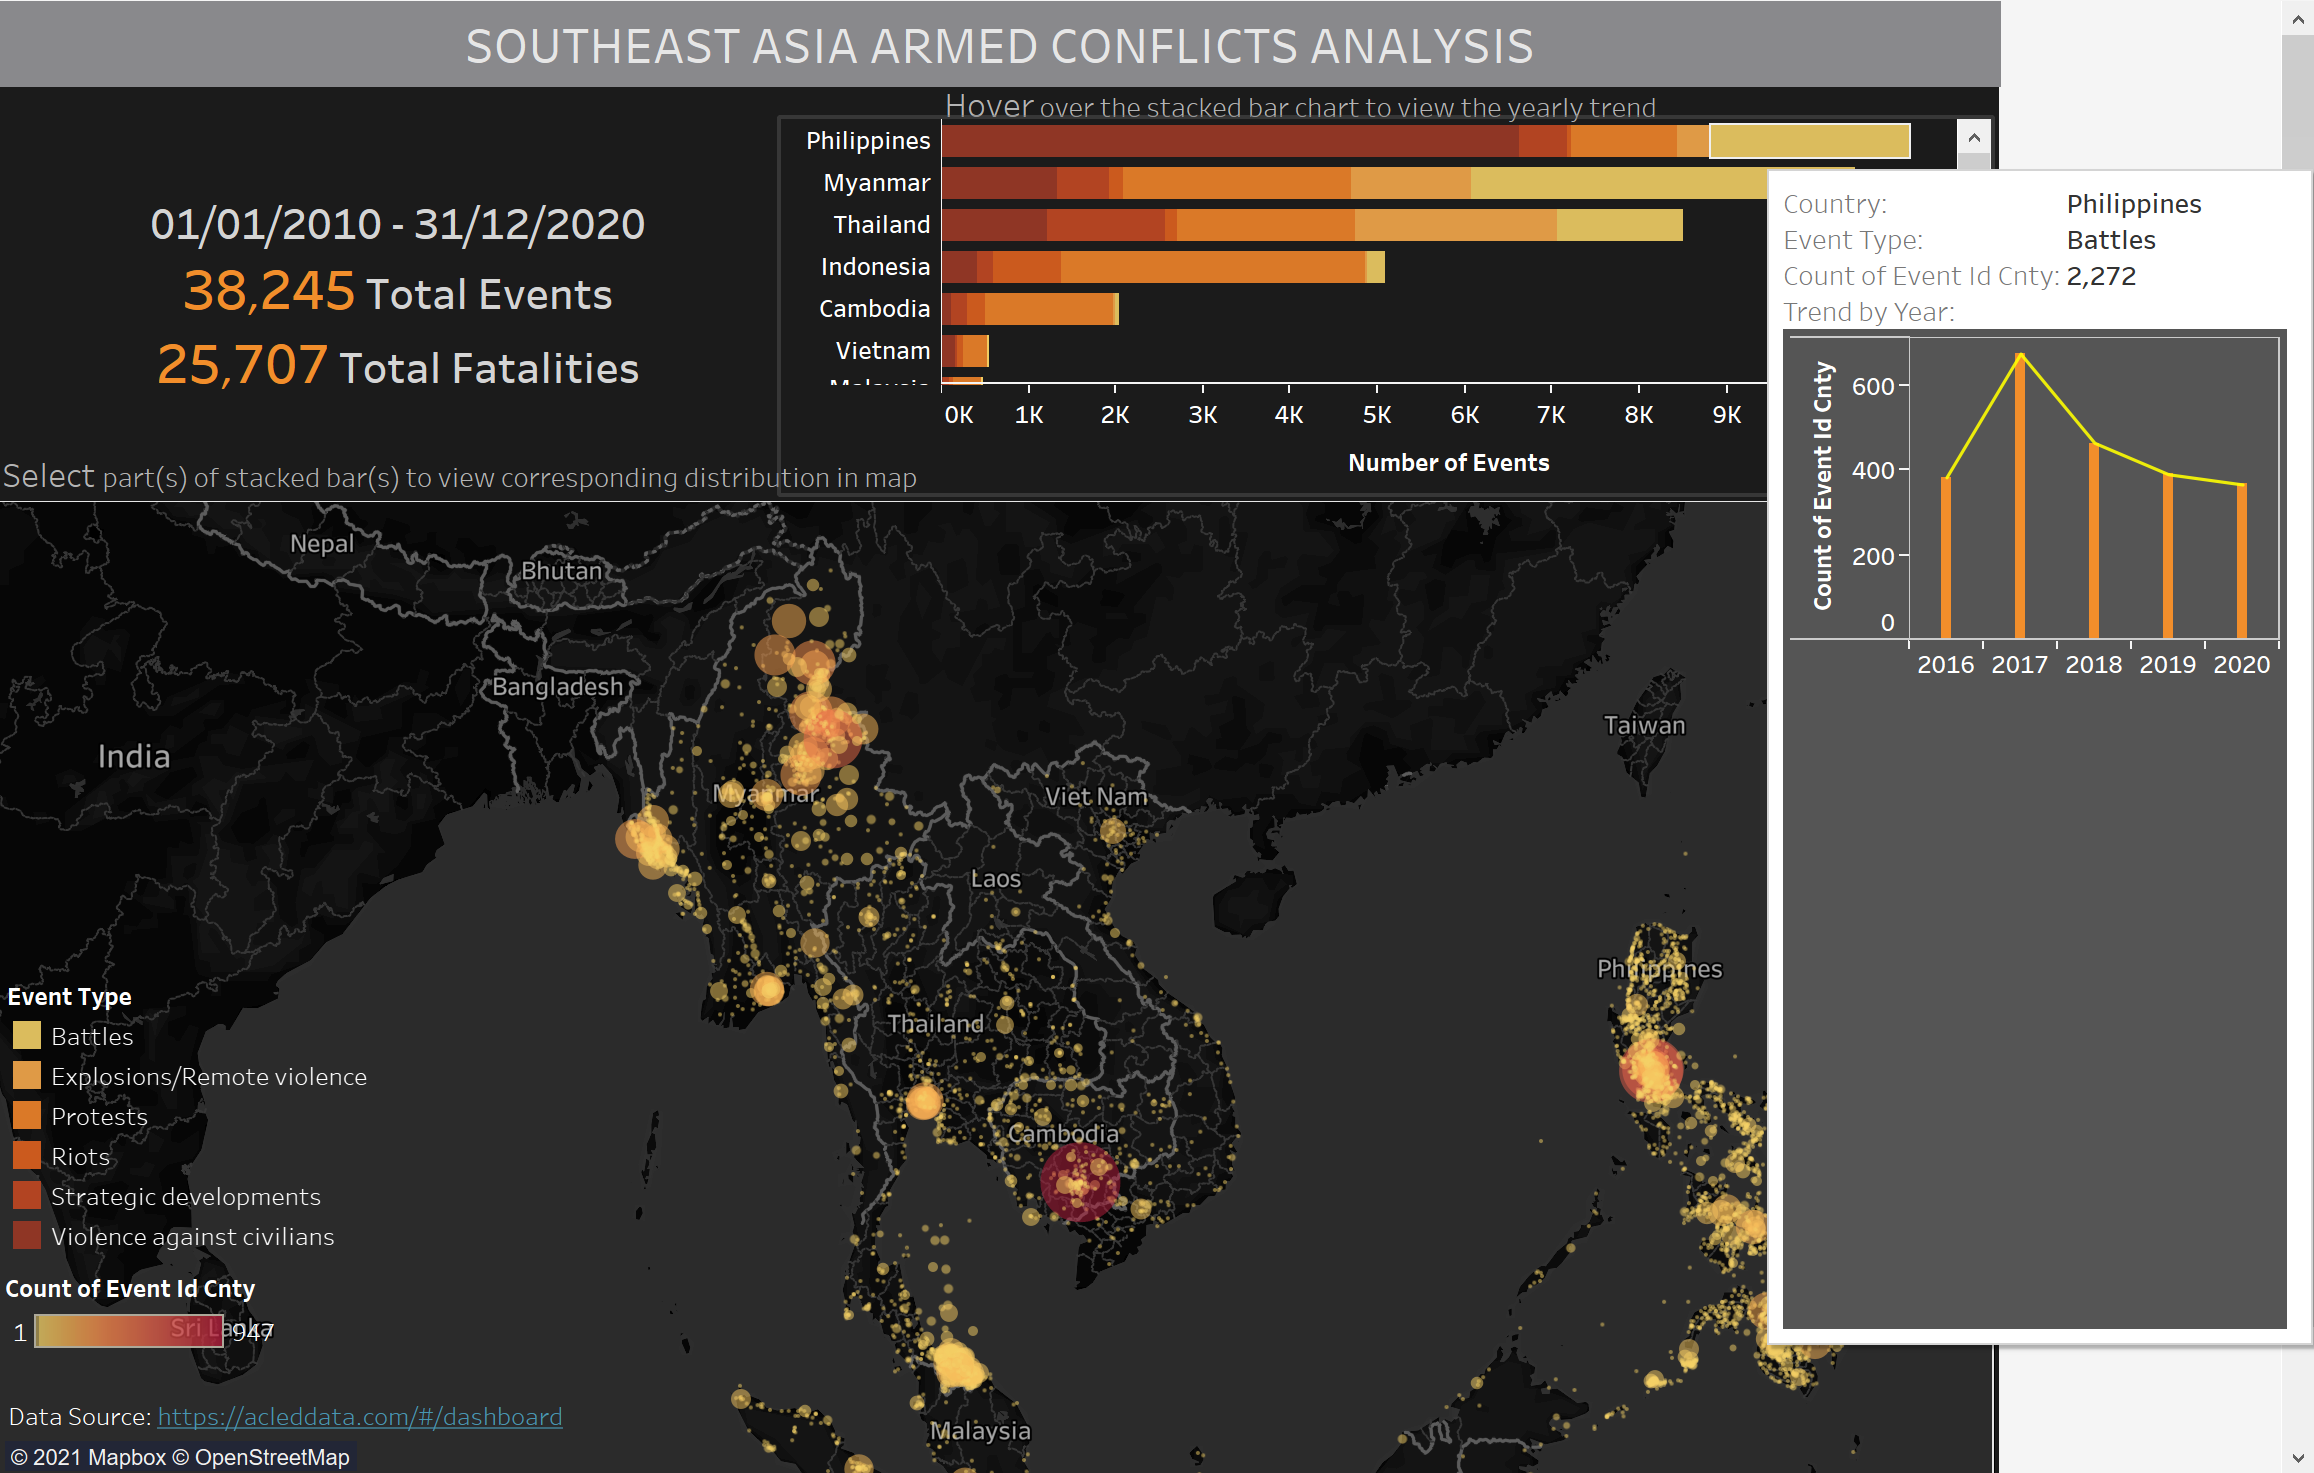 SOUTHEAST ASIA ARMED CONFLICTS ANALYSIS
Hover over the stacked bar chart to view the yearly trend
01/01/2010 - 31/12/2020
38,245 Total Events
25,707 Total Fatalities
Select part(s) of stacked bar(s) to view corresponding distribution in map
Philippines
Myanmar
Thailand
Indonesia
Cambodia
Vietnam
Malaysia
0K 1K 2K 3K 4K 5K 6K 7K 8K 9K
Number of Events
Country: Philippines
Event Type: Battles
Count of Event Id Cnty: 2,272
Trend by Year:
Count of Event Id Cnty
600
400
200
0
2016 2017 2018 2019 2020
Nepal
Bhutan
Bangladesh
India
Myanmar
Viet Nam
Laos
Taiwan
Thailand
Cambodia
Philippines
Malaysia
Sri Lanka
Event Type
Battles
Explosions/Remote violence
Protests
Riots
Strategic developments
Violence against civilians
Count of Event Id Cnty
1 947
Data Source: https://acleddata.com/#/dashboard
© 2021 Mapbox © OpenStreetMap